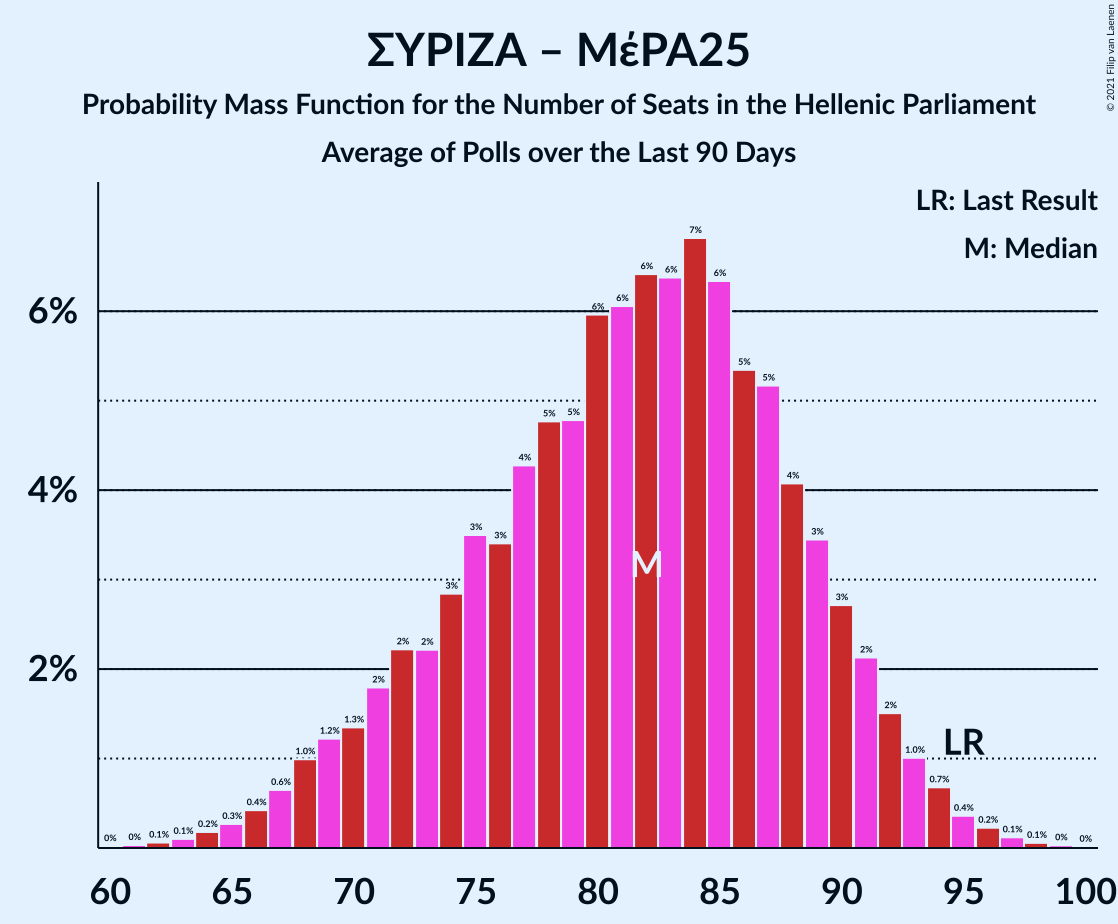 ΣΥΡΙΖΑ – ΜέΡΑ25
Probability Mass Function for the Number of Seats in the Hellenic Parliament
Average of Polls over the Last 90 Days
© 2021 Filip van Laenen
LR: Last Result
M: Median
6%
4%
2%
0% 0% 0.1% 0.1% 0.2% 0.3% 0.4% 0.6% 1.0% 1.2% 1.3% 2% 2% 2% 3% 3% 3% 4% 5% 5% 6% 6% 6% 6% 7% 6% 5% 5% 4% 3% 3% 2% 2% 1.0% 0.7% 0.4% 0.2% 0.1% 0.1% 0% 0%
M
LR
60 65 70 75 80 85 90 95 100